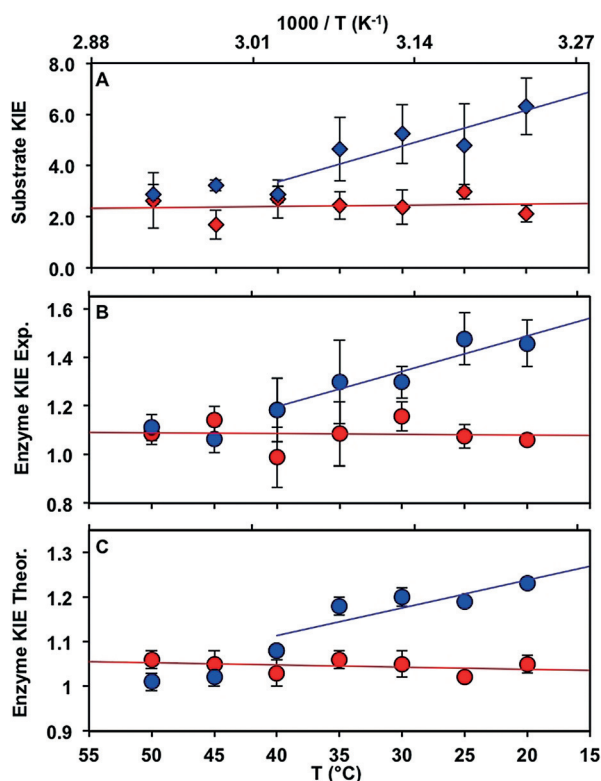 1000 / T (K⁻¹)
2.88 3.01 3.14 3.27
A
Substrate KIE
8.0
6.0
4.0
2.0
0.0
B
Enzyme KIE Exp.
1.6
1.4
1.2
1.0
0.8
C
Enzyme KIE Theor.
1.3
1.2
1.1
1
0.9
55 50 45 40 35 30 25 20 15
T (°C)